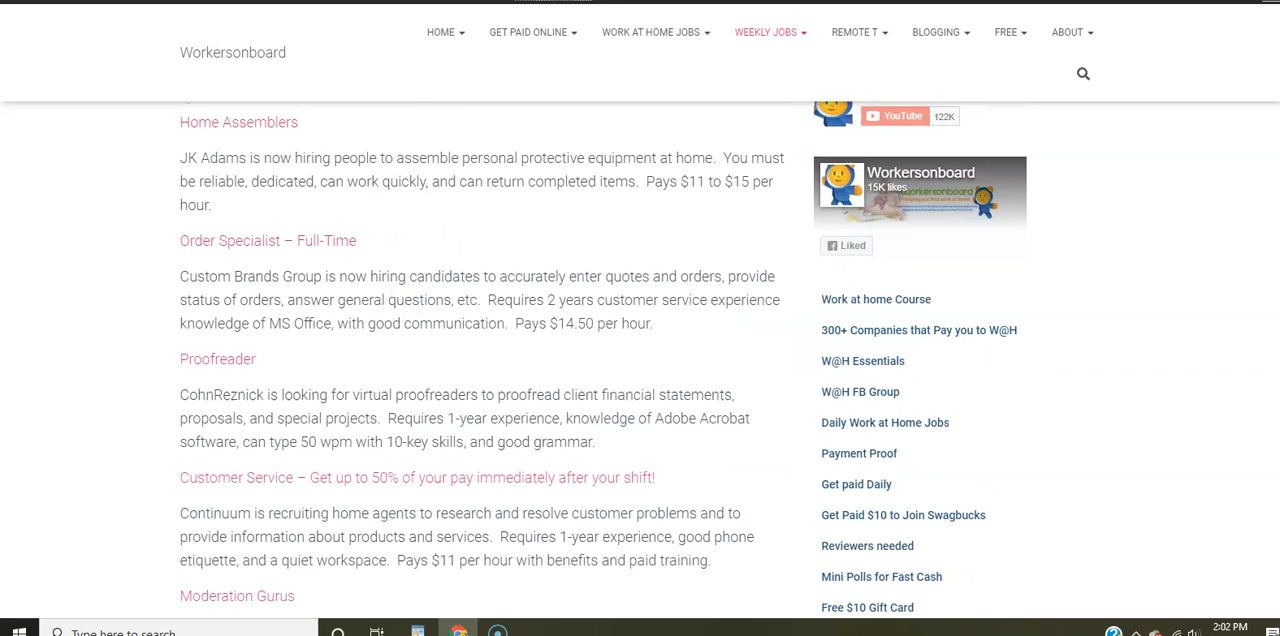 HOME GET PAID ONLINE WORK AT HOME JOBS WEEKLY JOBS REMOTE T BLOGGING FREE ABOUT
Workersonboard
Home Assemblers
JK Adams is now hiring people to assemble personal protective equipment at home. You must
be reliable, dedicated, can work quickly, and can return completed items. Pays $11 to $15 per
hour.
Order Specialist – Full-Time
Custom Brands Group is now hiring candidates to accurately enter quotes and orders, provide
status of orders, answer general questions, etc. Requires 2 years customer service experience
knowledge of MS Office, with good communication. Pays $14.50 per hour.
Proofreader
CohnReznick is looking for virtual proofreaders to proofread client financial statements,
proposals, and special projects. Requires 1-year experience, knowledge of Adobe Acrobat
software, can type 50 wpm with 10-key skills, and good grammar.
Customer Service – Get up to 50% of your pay immediately after your shift!
Continuum is recruiting home agents to research and resolve customer problems and to
provide information about products and services. Requires 1-year experience, good phone
etiquette, and a quiet workspace. Pays $11 per hour with benefits and paid training.
Moderation Gurus
YouTube 122K
Workersonboard
15K likes
Liked
Work at home Course
300+ Companies that Pay you to W@H
W@H Essentials
W@H FB Group
Daily Work at Home Jobs
Payment Proof
Get paid Daily
Get Paid $10 to Join Swagbucks
Reviewers needed
Mini Polls for Fast Cash
Free $10 Gift Card
Type here to search
2:02 PM